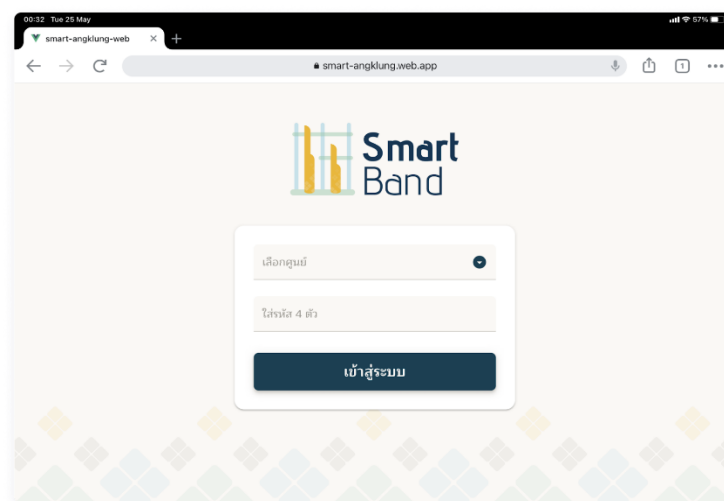 00:32 Tue 25 May
57%
smart-angklung-web
smart-angklung.web.app
1
Smart
Band
เลือกศูนย์
ใส่รหัส 4 ตัว
เข้าสู่ระบบ